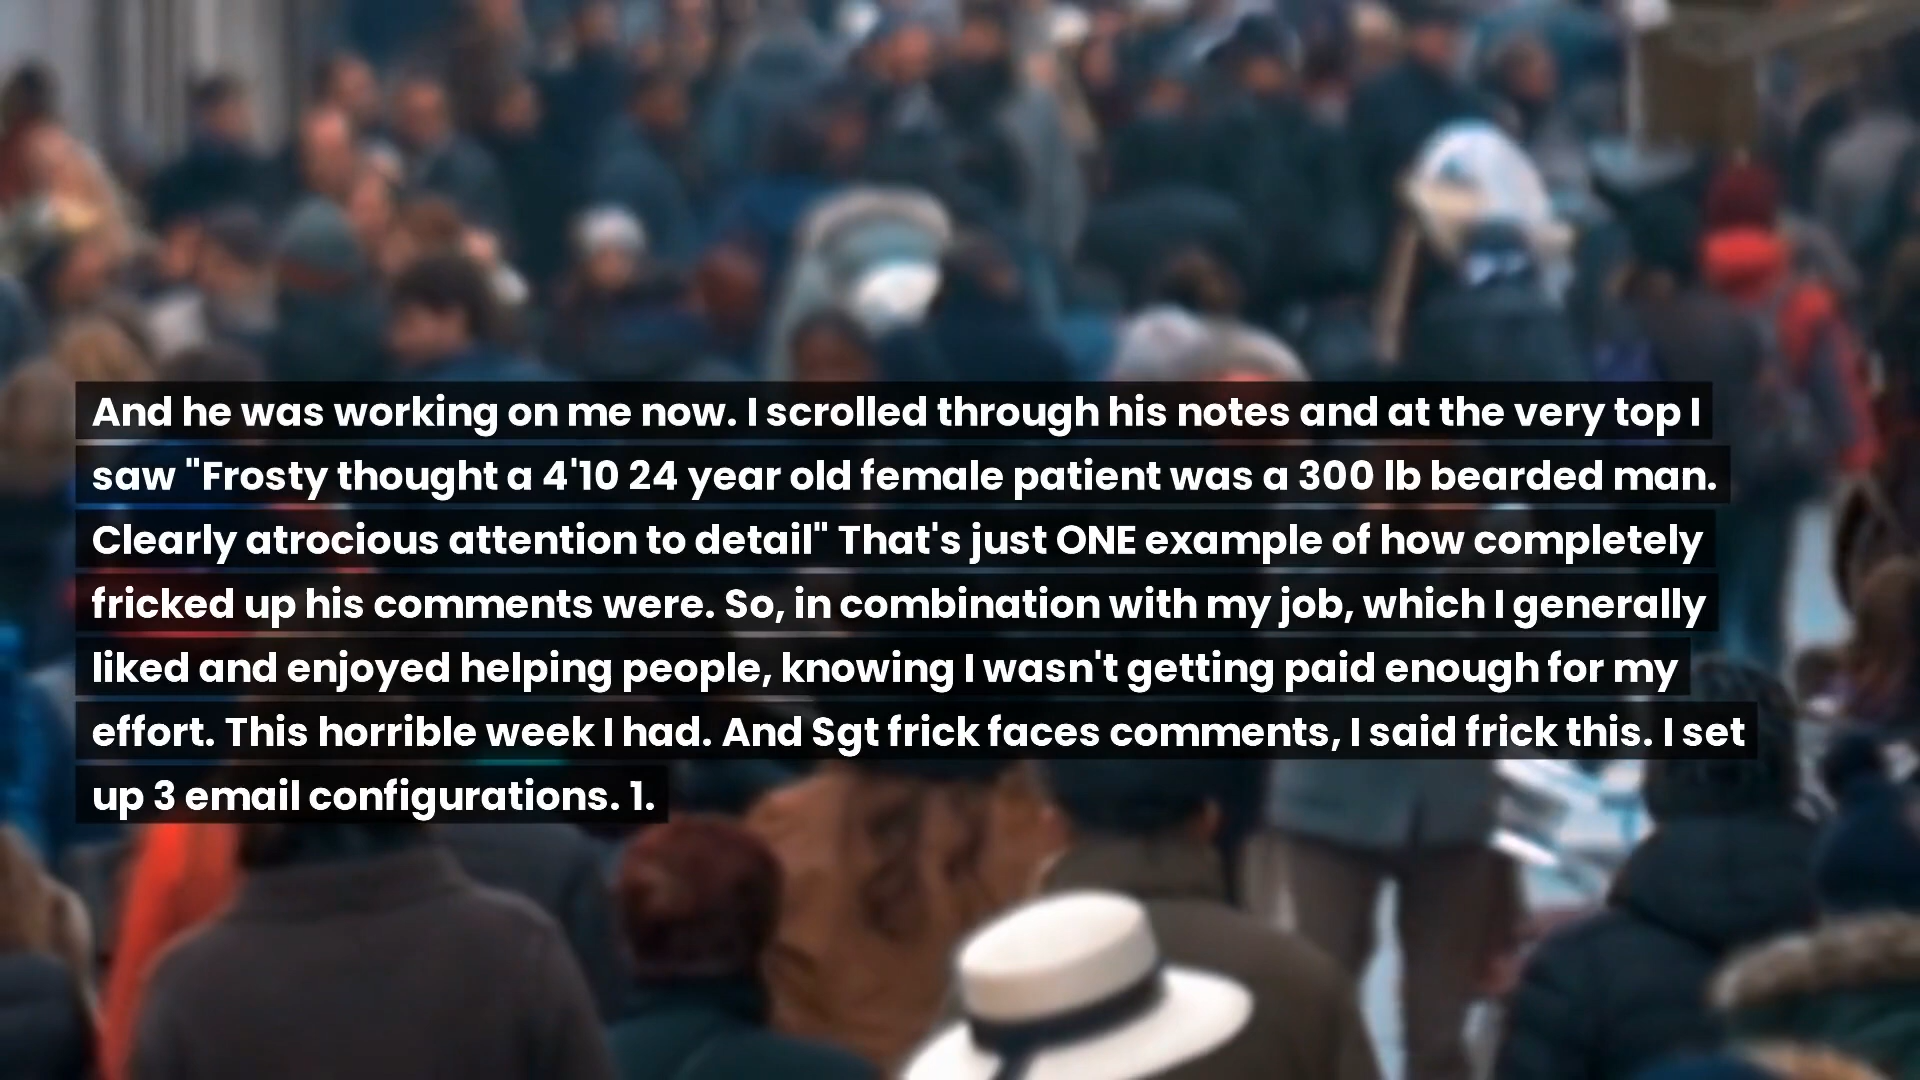 And he was working on me now. I scrolled through his notes and at the very top I
saw "Frosty thought a 4'10 24 year old female patient was a 300 lb bearded man.
Clearly atrocious attention to detail" That's just ONE example of how completely
fricked up his comments were. So, in combination with my job, which I generally
liked and enjoyed helping people, knowing I wasn't getting paid enough for my
effort. This horrible week I had. And Sgt frick faces comments, I said frick this. I set
up 3 email configurations. 1.